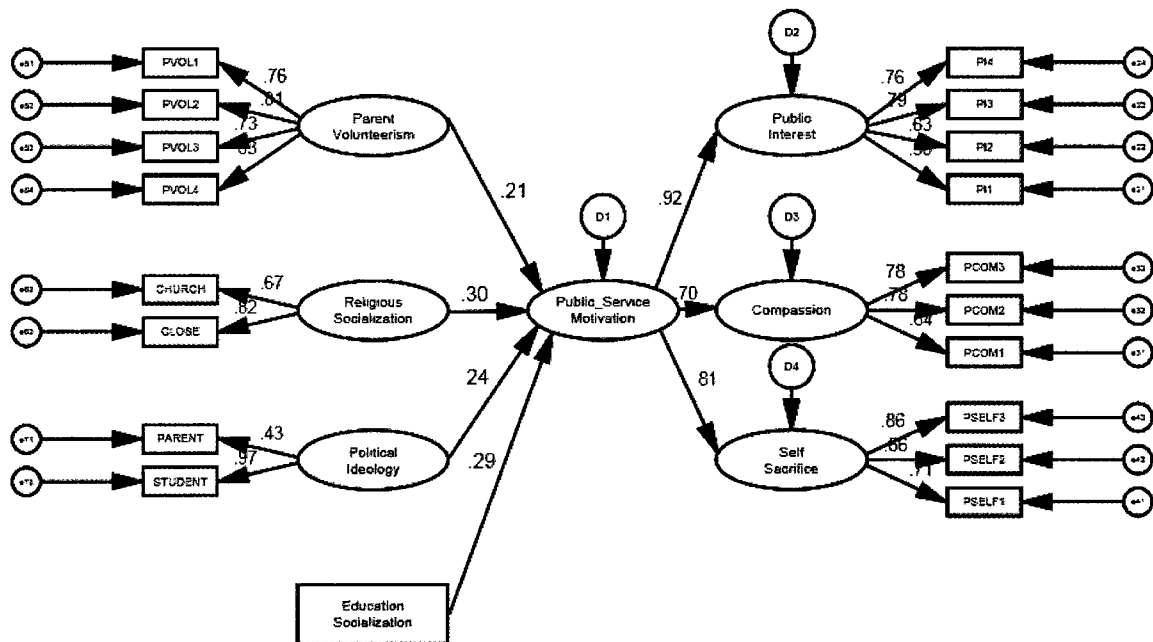 D2
PVOL1
.76
PI4
.76
PVOL2
.81
Parent
Volunteerism
Public
Interest
.79
PI3
PVOL3
.73
.63
PI2
PVOL4
PI1
.21
.92
D1
D3
CHURCH
.67
Religious
Socialization
.30
Public_Service
Motivation
.70
Compassion
.78
PCOM3
CLOSE
.82
.78
PCOM2
.64
PCOM1
D4
.24
.81
PARENT
.43
Political
Ideology
.29
Self
Sacrifice
.86
PSELF3
STUDENT
.97
.86
PSELF2
.71
PSELF1
Education
Socialization